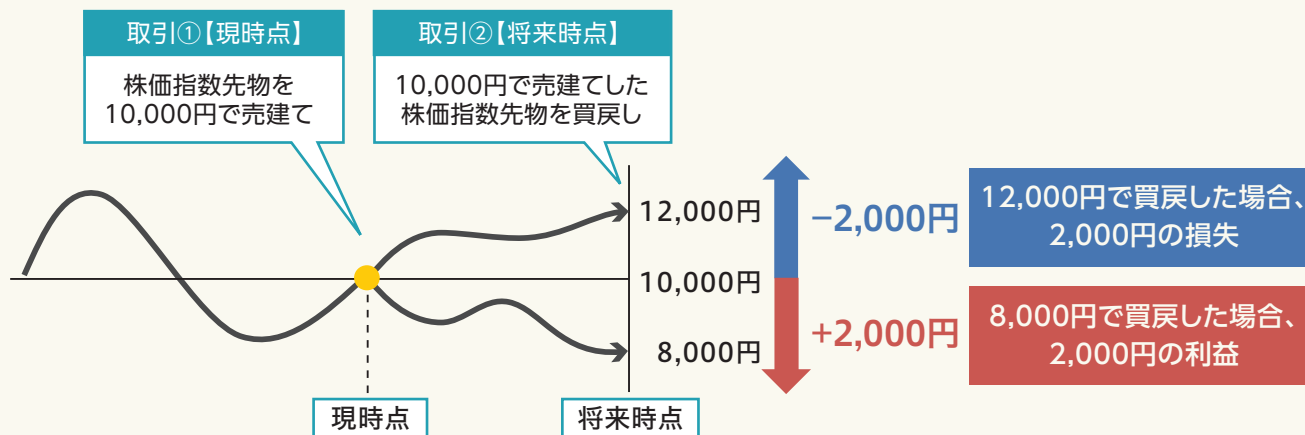 取引①【現時点】
株価指数先物を
10,000円で売建て
取引②【将来時点】
10,000円で売建てした
株価指数先物を買戻し
12,000円
10,000円
8,000円
−2,000円
+2,000円
12,000円で買戻した場合、
2,000円の損失
8,000円で買戻した場合、
2,000円の利益
現時点
将来時点